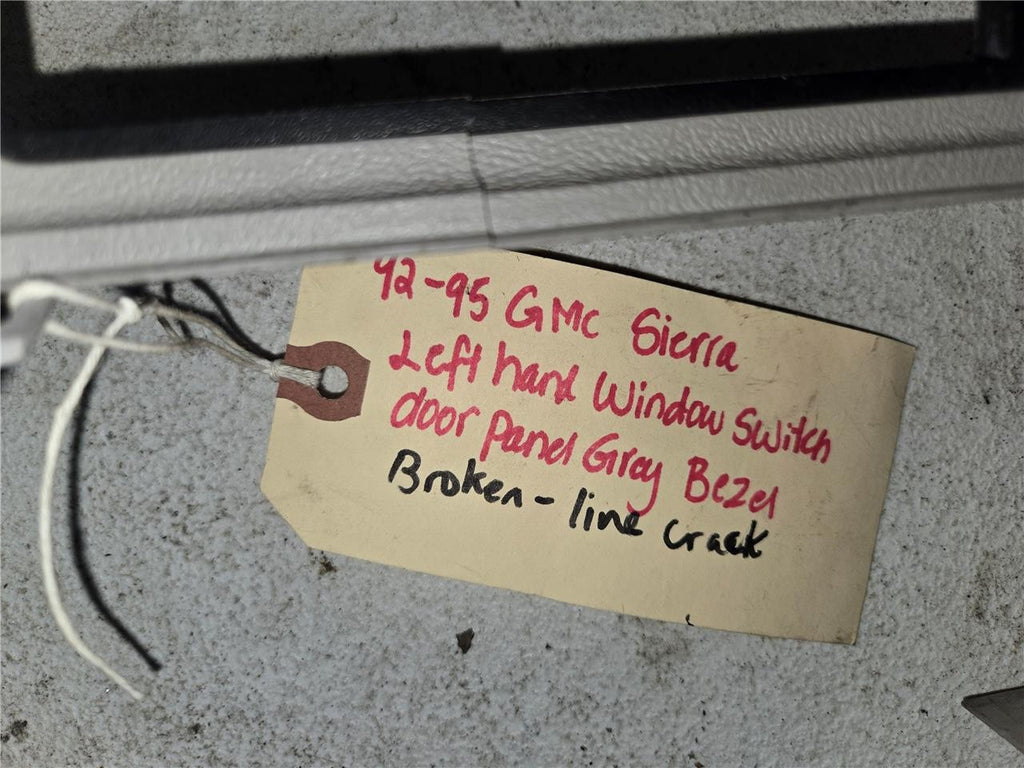 92-95 GMC Sierra
Left hand Window Switch
door panel Gray Bezel
Broken - line crack